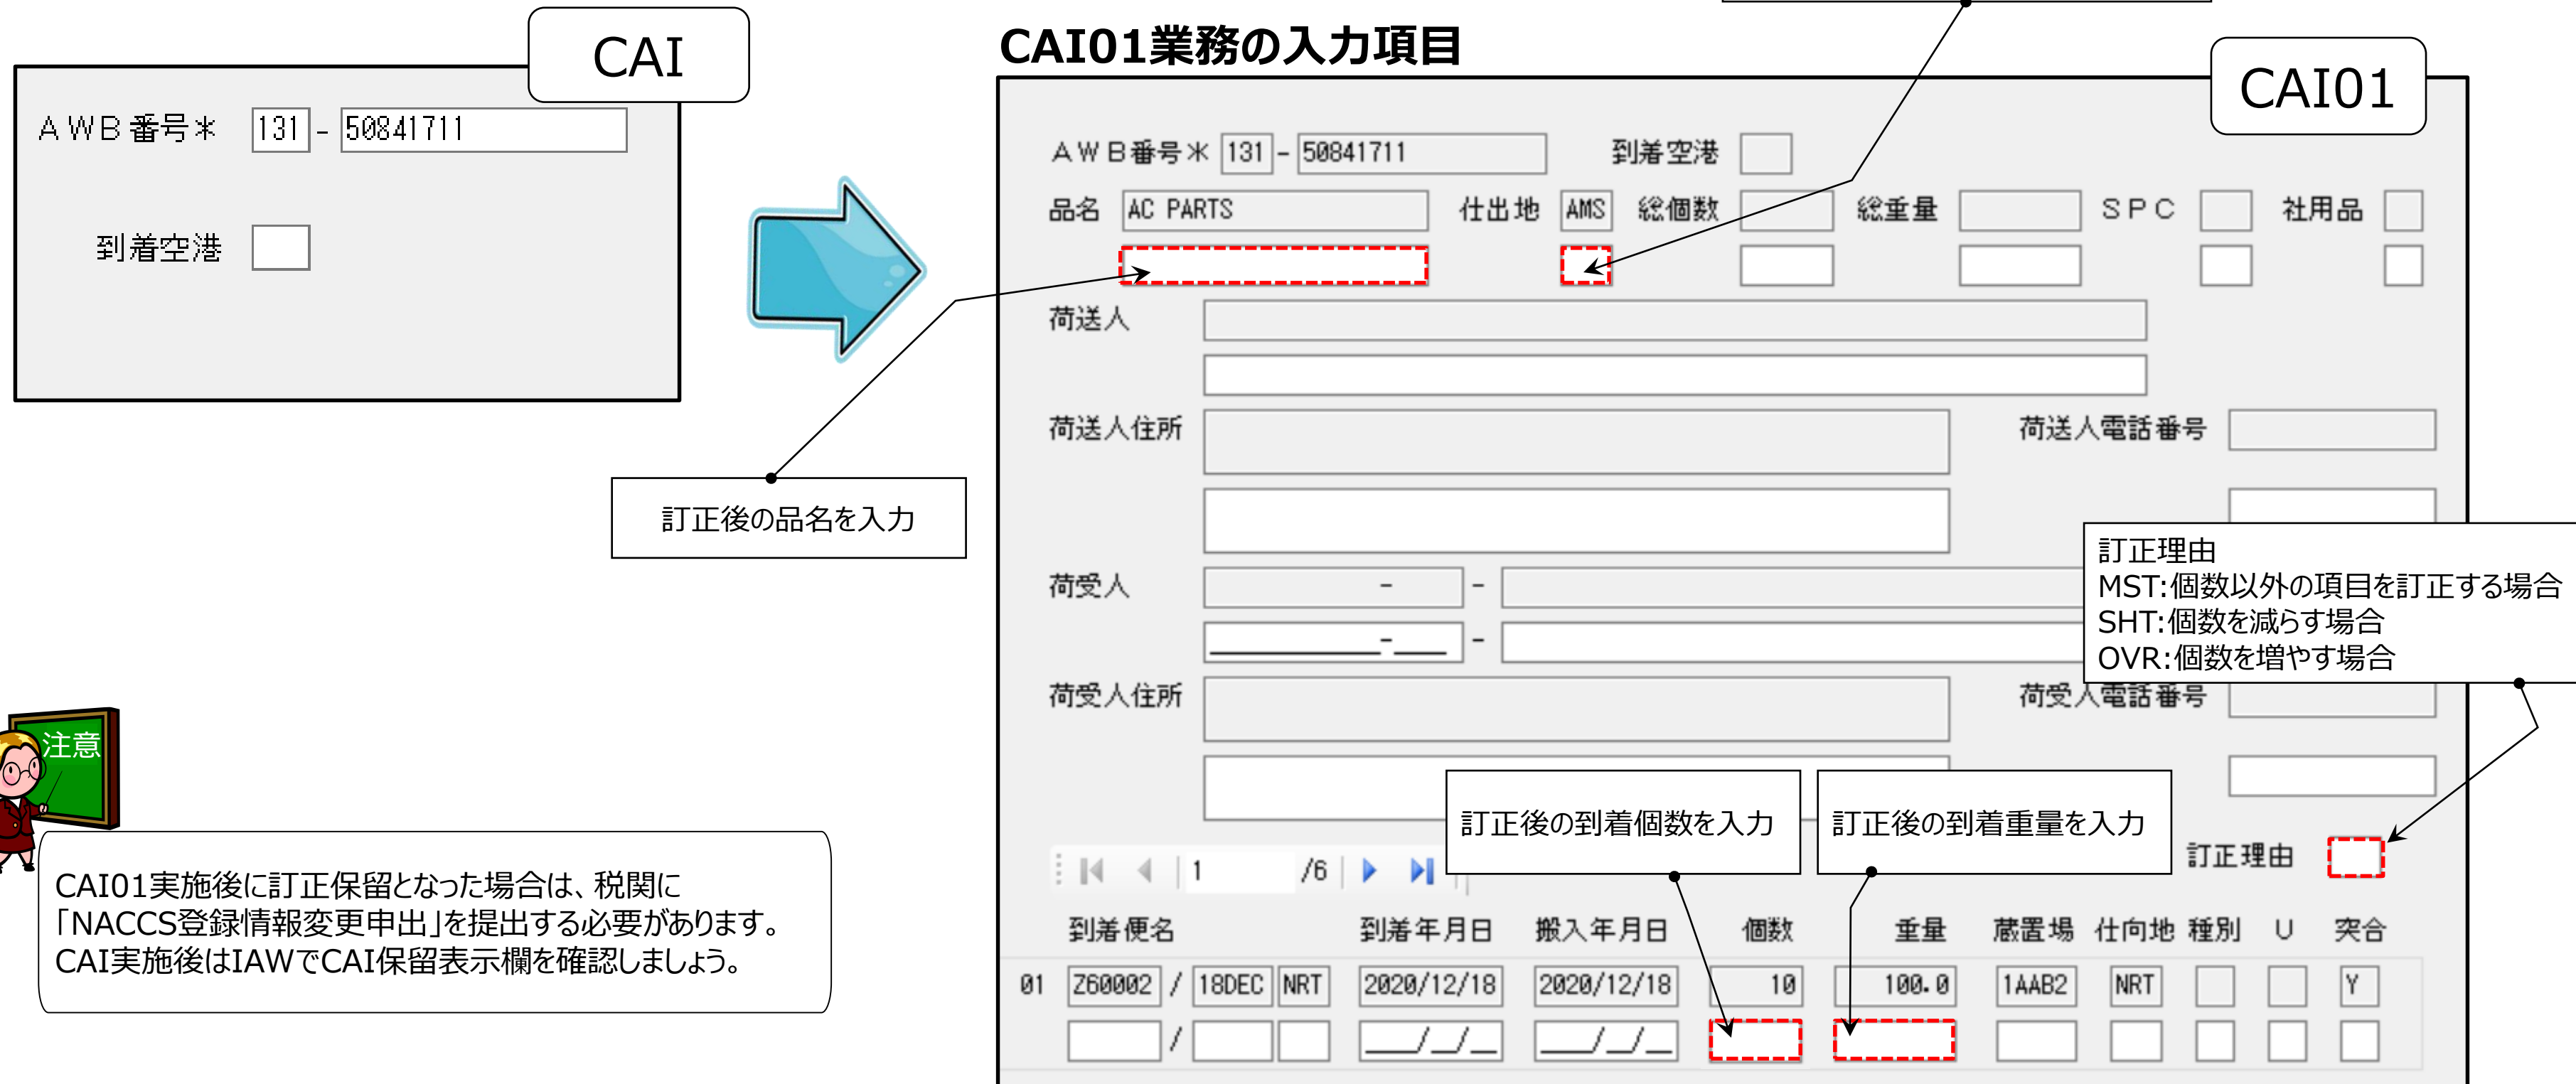 CAI
AWB番号*　131 - 50841711
到着空港
CAI01業務の入力項目
CAI01
AWB番号* 131 - 50841711　到着空港
品名　AC PARTS　仕出地　AMS　総個数　総重量　SPC　社用品
荷送人
荷送人住所　荷送人電話番号
訂正後の品名を入力
荷受人　-　-
-　-
荷受人住所　荷受人電話番号
訂正理由
MST:個数以外の項目を訂正する場合
SHT:個数を減らす場合
OVR:個数を増やす場合
訂正後の到着個数を入力
訂正後の到着重量を入力
1 /6　訂正理由
到着便名　到着年月日　搬入年月日　個数　重量　蔵置場　仕向地　種別　U　突合
01　Z60002 / 18DEC NRT　2020/12/18　2020/12/18　10　100.0　1AAB2　NRT　Y
/　__/_/_　__/_/_
注意
CAI01実施後に訂正保留となった場合は、税関に
「NACCS登録情報変更申出」を提出する必要があります。
CAI実施後はIAWでCAI保留表示欄を確認しましょう。